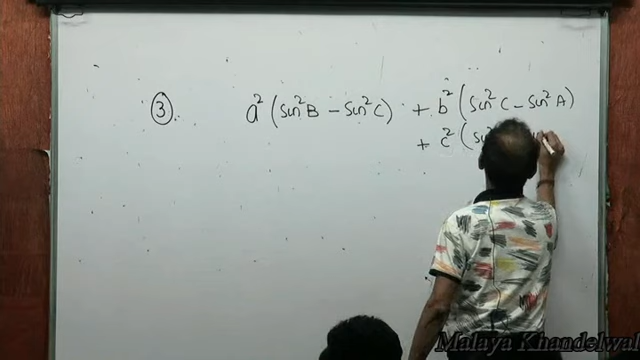 ③ a² (sin²B − sin²C) + b² (sin²C − sin²A)
+ c² (
Malaya Khandelwal